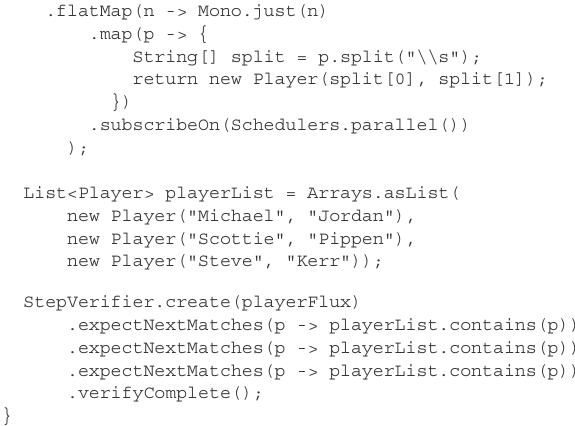 .flatMap(n -> Mono.just(n)
.map(p -> {
String[] split = p.split("\\s");
return new Player(split[0], split[1]);
})
.subscribeOn(Schedulers.parallel())
);
List<Player> playerList = Arrays.asList(
new Player("Michael", "Jordan"),
new Player("Scottie", "Pippen"),
new Player("Steve", "Kerr"));
StepVerifier.create(playerFlux)
.expectNextMatches(p -> playerList.contains(p))
.expectNextMatches(p -> playerList.contains(p))
.expectNextMatches(p -> playerList.contains(p))
.verifyComplete();
}